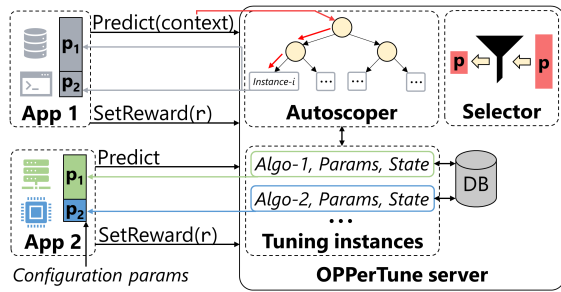 Predict(context)
p1
p2
App 1
SetReward(r)
Instance-i
...
...
...
Autoscoper
p
p
Selector
Predict
p1
p2
App 2
SetReward(r)
Configuration params
Algo-1, Params, State
Algo-2, Params, State
...
Tuning instances
DB
OPPerTune server